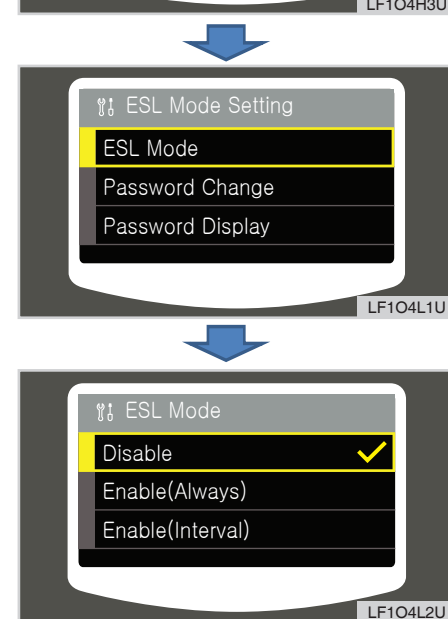 LF1O4H3U
ESL Mode Setting
ESL Mode
Password Change
Password Display
LF1O4L1U
ESL Mode
Disable
Enable(Always)
Enable(Interval)
LF1O4L2U